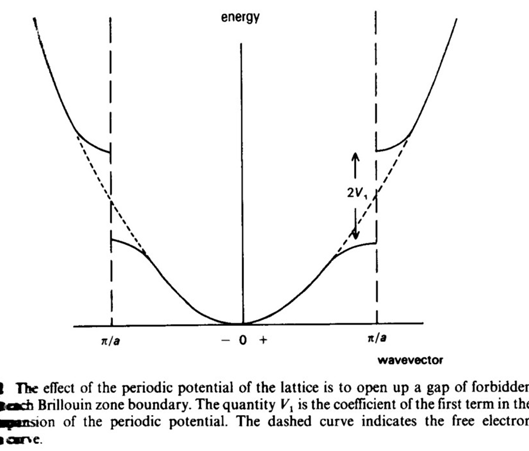 energy
2V₁
π/a
− 0 +
π/a
wavevector
The effect of the periodic potential of the lattice is to open up a gap of forbidden
Brillouin zone boundary. The quantity V₁ is the coefficient of the first term in the
of the periodic potential. The dashed curve indicates the free electron